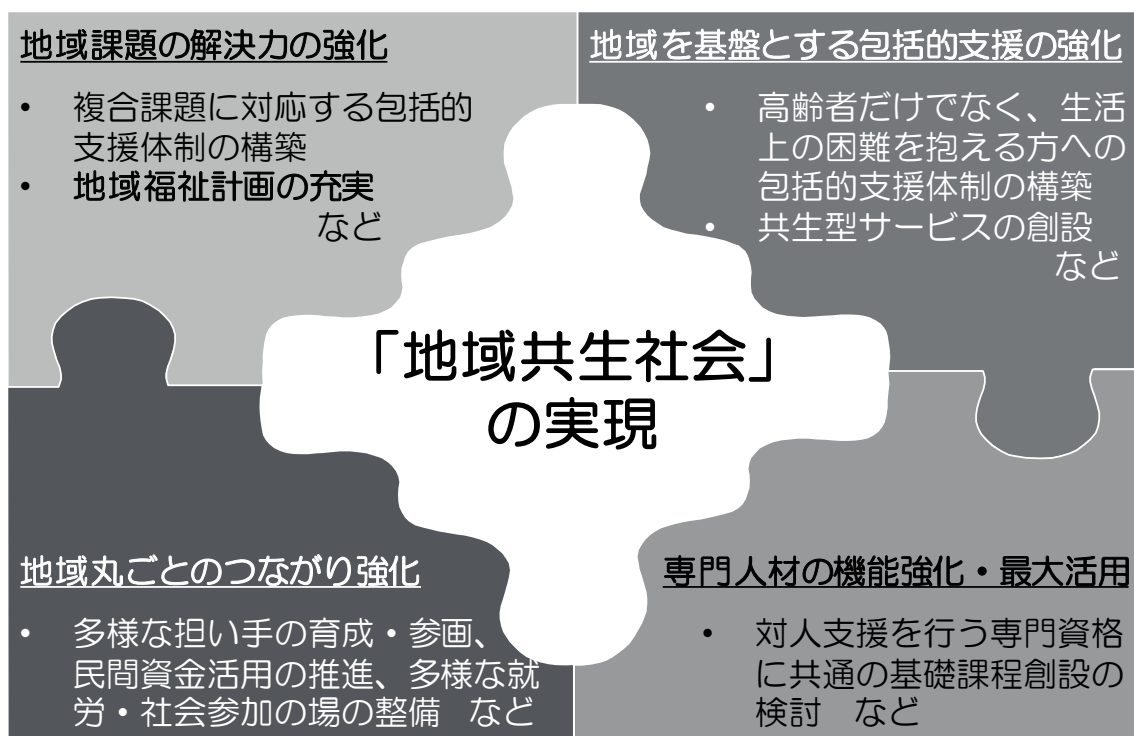 地域課題の解決力の強化
• 複合課題に対応する包括的
支援体制の構築
• 地域福祉計画の充実
など
地域を基盤とする包括的支援の強化
• 高齢者だけでなく、生活
上の困難を抱える方への
包括的支援体制の構築
• 共生型サービスの創設
など
「地域共生社会」
の実現
地域丸ごとのつながり強化
• 多様な担い手の育成・参画、
民間資金活用の推進、多様な就
労・社会参加の場の整備 など
専門人材の機能強化・最大活用
• 対人支援を行う専門資格
に共通の基礎課程創設の
検討 など